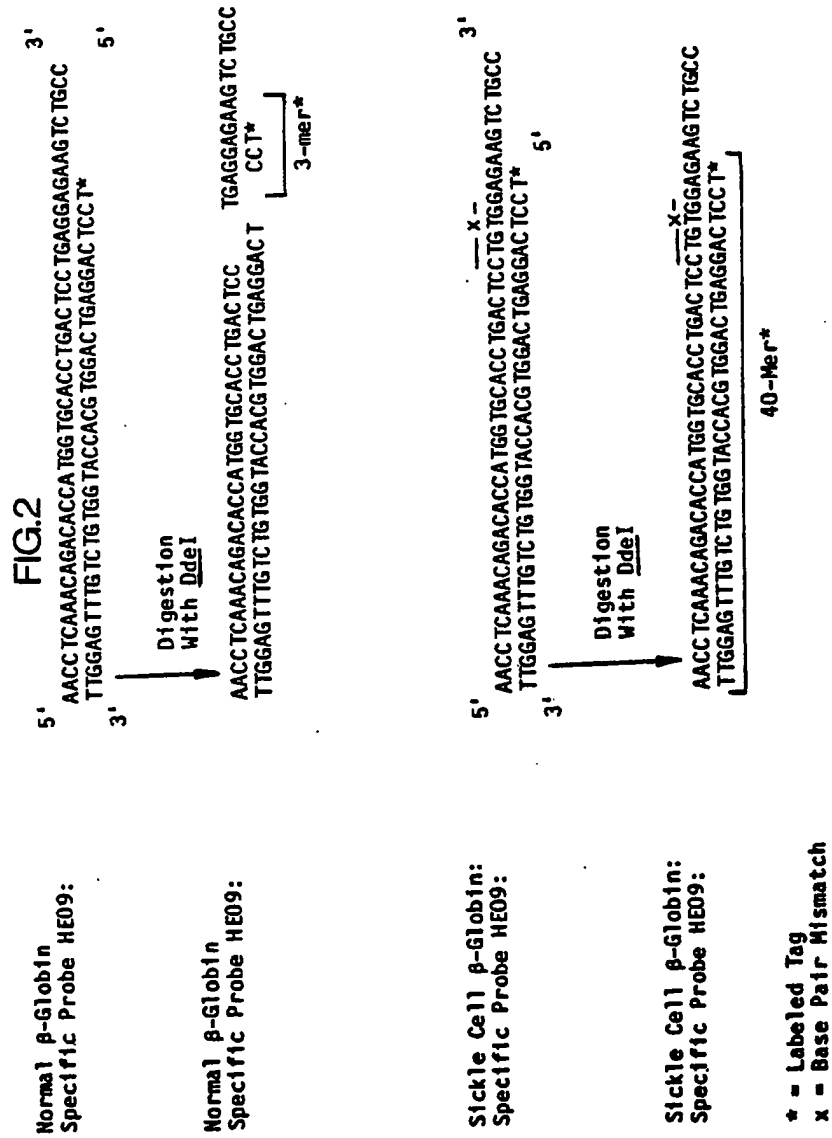 FIG.2
Normal β-Globin
Specific Probe HE09:
5' 3'
AACCTCAAACAGACACCATGGTGCACCTGACTCCTGAGGAGAAGTCTGCC
TTGGAGTTTGTCTGTGGTACCACGTGGACTGAGGACTCCT*
3' 5'
Digestion
With DdeI
Normal β-Globin
Specific Probe HE09:
AACCTCAAACAGACACCATGGTGCACCTGACTCC TGAGGAGAAGTCTGCC
TTGGAGTTTGTCTGTGGTACCACGTGGACTGAGGACT CCT*
3-mer*
Sickle Cell β-Globin:
Specific Probe HE09:
5' —x— 3'
AACCTCAAACAGACACCATGGTGCACCTGACTCCTGTGGAGAAGTCTGCC
TTGGAGTTTGTCTGTGGTACCACGTGGACTGAGGACTCCT*
3' 5'
Digestion
With DdeI
Sickle Cell β-Globin:
Specific Probe HE09:
—x—
AACCTCAAACAGACACCATGGTGCACCTGACTCCTGTGGAGAAGTCTGCC
TTGGAGTTTGTCTGTGGTACCACGTGGACTGAGGACTCCT*
40-Mer*
* = Labeled Tag
x = Base Pair Mismatch